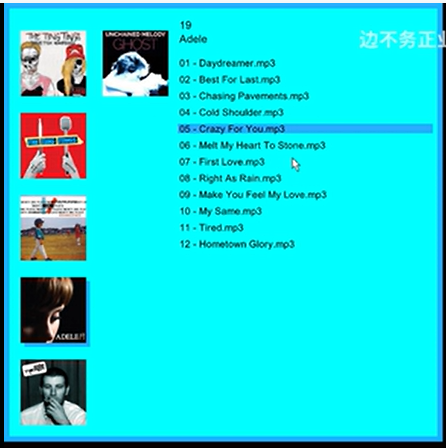 19
Adele
边不务正业
01 - Daydreamer.mp3
02 - Best For Last.mp3
03 - Chasing Pavements.mp3
04 - Cold Shoulder.mp3
05 - Crazy For You.mp3
06 - Melt My Heart To Stone.mp3
07 - First Love.mp3
08 - Right As Rain.mp3
09 - Make You Feel My Love.mp3
10 - My Same.mp3
11 - Tired.mp3
12 - Hometown Glory.mp3
THE TING TINGS
UNCHAINED MELODY
GHOST
ADELE19